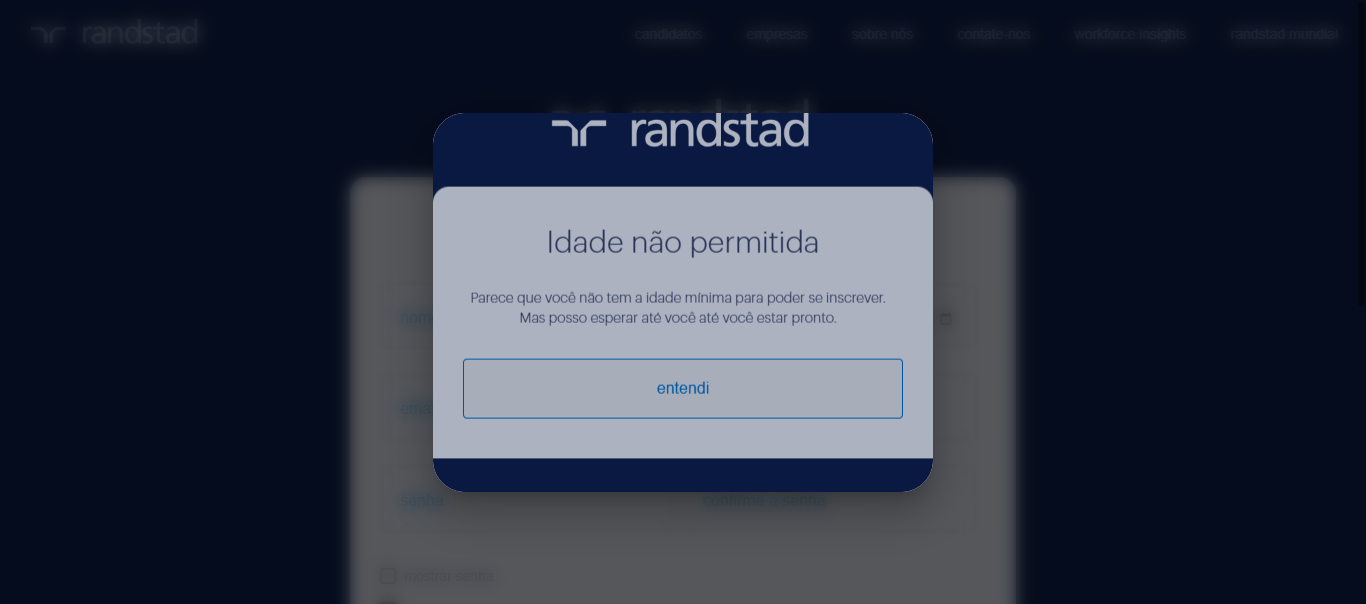 randstad
candidatos
empresas
sobre nós
contate-nos
workforce insights
randstad mundial
randstad
Idade não permitida
Parece que você não tem a idade mínima para poder se inscrever.
Mas posso esperar até você até você estar pronto.
entendi
senha
confirme a senha
mostrar senha